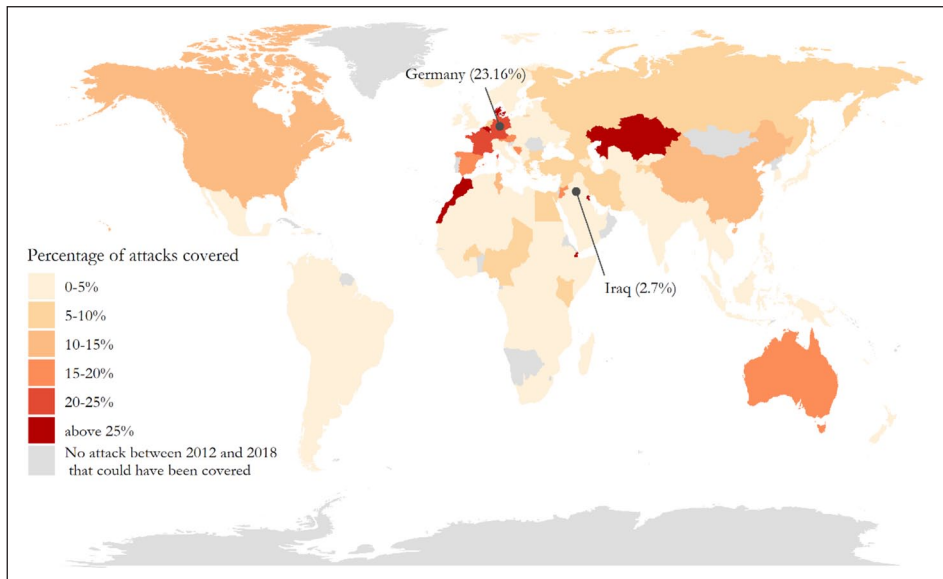 Germany (23.16%)
Iraq (2.7%)
Percentage of attacks covered
0-5%
5-10%
10-15%
15-20%
20-25%
above 25%
No attack between 2012 and 2018
that could have been covered